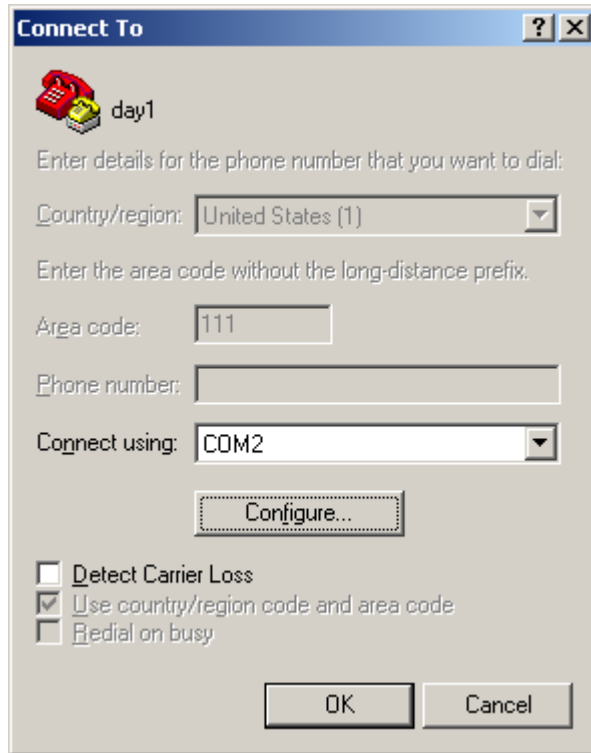 Connect To
day1
Enter details for the phone number that you want to dal:
Country/region: United States (1)
Enter the area code without the long-distance prefix.
Area code: 111
Phone number:
Connect using: COM2
Configure...
Detect Carrier Loss
Use country/region code and area code
Redial on busy
OK Cancel